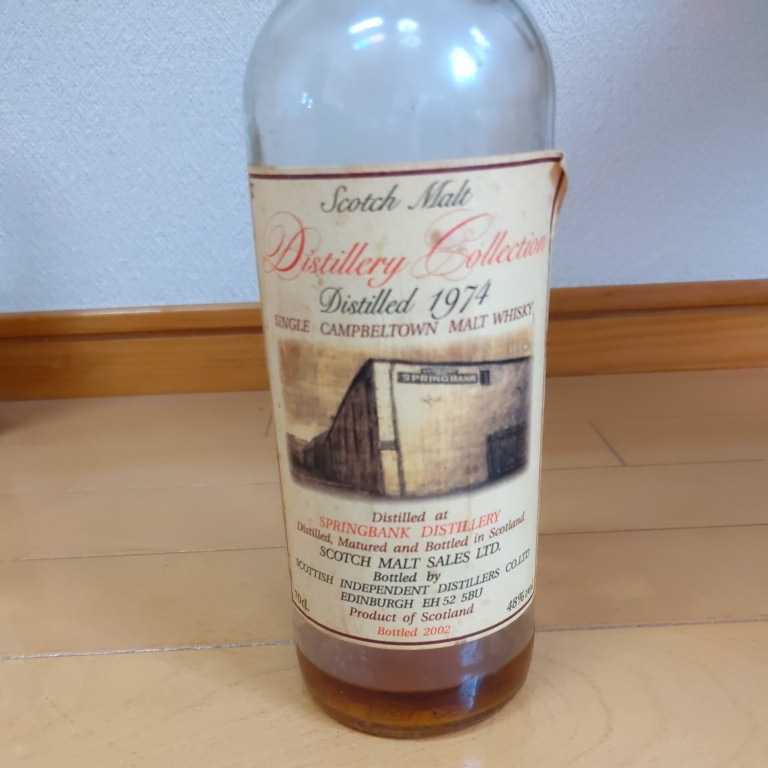 Scotch Malt
Distillery Collection
Distilled 1974
SINGLE CAMPBELTOWN MALT WHISKY
SPRINGBANK
Distilled at
SPRINGBANK DISTILLERY
Distilled, Matured and Bottled in Scotland
SCOTCH MALT SALES LTD.
Bottled by
SCOTTISH INDEPENDENT DISTILLERS CO.LTD
EDINBURGH EH 52 5BU
70cl. 48%
Product of Scotland
Bottled 2002